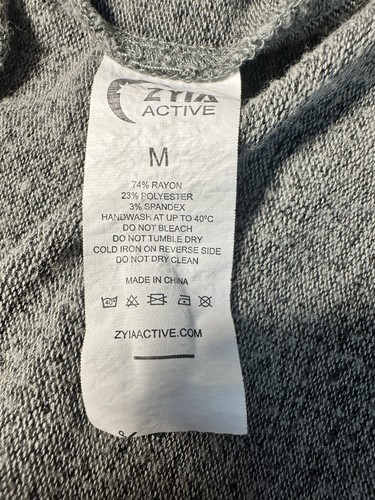 ZYIA
ACTIVE
M
74% RAYON
23% POLYESTER
3% SPANDEX
HANDWASH AT UP TO 40°C
DO NOT BLEACH
DO NOT TUMBLE DRY
COLD IRON ON REVERSE SIDE
DO NOT DRY CLEAN
MADE IN CHINA
40°
ZYIAACTIVE.COM